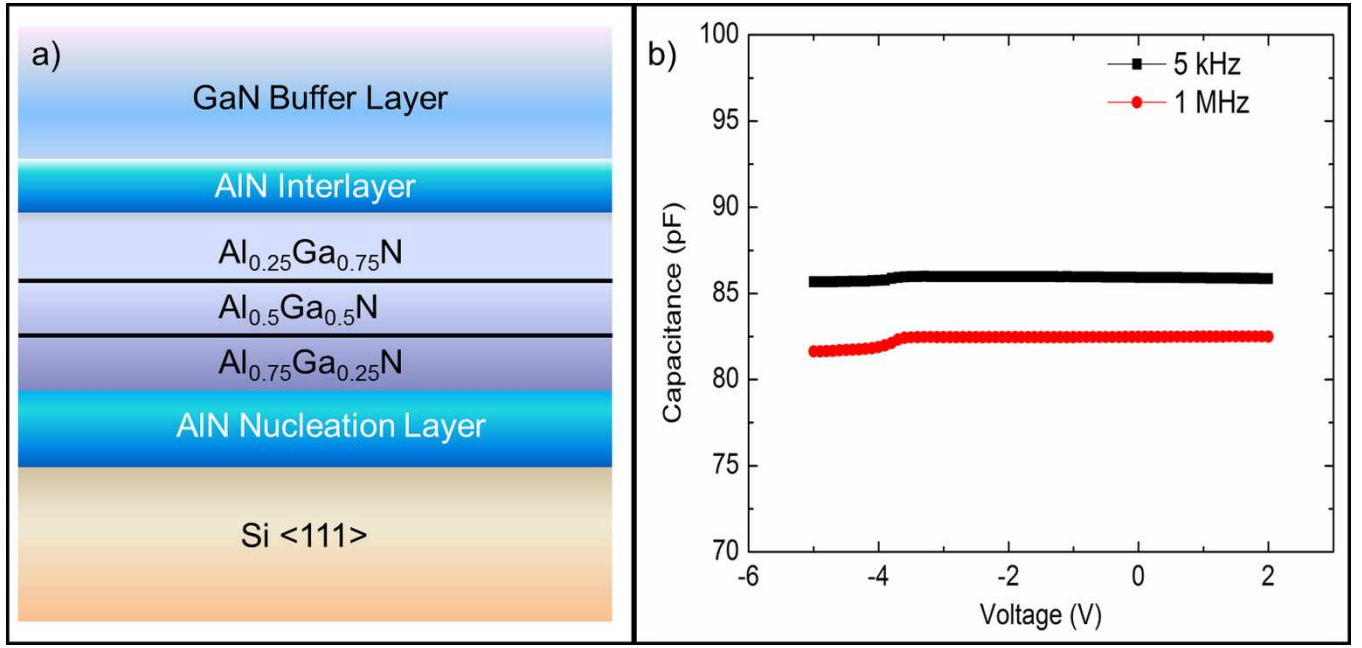 a)
GaN Buffer Layer
AlN Interlayer
Al0.25Ga0.75N
Al0.5Ga0.5N
Al0.75Ga0.25N
AlN Nucleation Layer
Si <111>
b)
5 kHz
1 MHz
Capacitance (pF)
100
95
90
85
80
75
70
-6
-4
-2
0
2
Voltage (V)